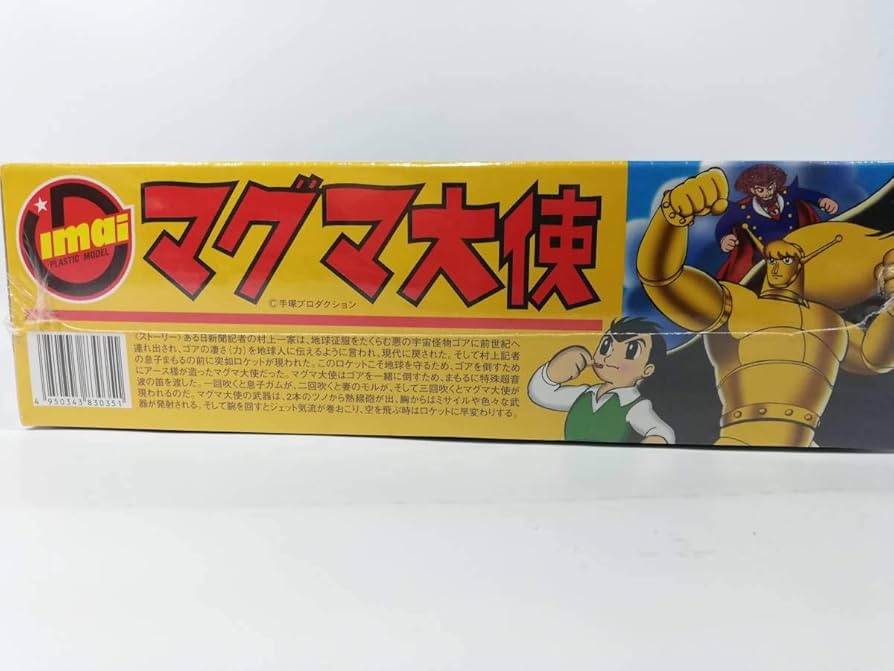 imai
PLASTIC MODEL
マグマ大使
©手塚プロダクション
〈ストーリー〉ある日新聞記者の村上一家は、地球征服をたくらむ悪の宇宙怪物ゴアに前世紀へ
連れ出され、ゴアの凄さ(力)を地球人に伝えるように言われ、現代に戻された。そして村上記者
の息子まもるの前に突如ロケットが現われた。このロケットこそ地球を守るため、ゴアを倒すため
にアース様が造ったマグマ大使だった。マグマ大使はゴアを一緒に倒すため、まもるに特殊超音
波の笛を渡した。一回吹くと息子ガムが、二回吹くと妻のモルが、そして三回吹くとマグマ大使が
現われるのだ。マグマ大使の武器は、2本のツノから熱線砲が出、胸からはミサイルや色々な武
器が発射される。そして腕を回すとジェット気流が巻おこり、空を飛ぶ時はロケットに早変わりする。
4 950343 830351